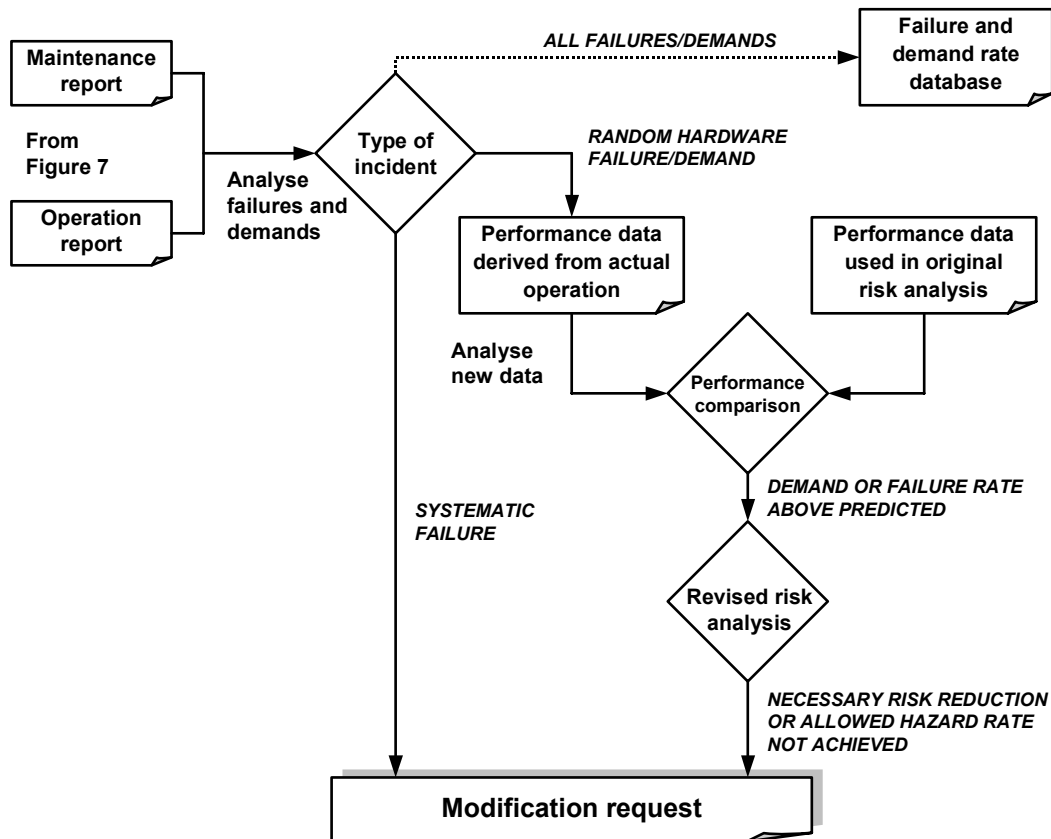 Maintenance
report
From
Figure 7
Operation
report
Analyse
failures and
demands
Type of
incident
ALL FAILURES/DEMANDS
Failure and
demand rate
database
RANDOM HARDWARE
FAILURE/DEMAND
Performance data
derived from actual
operation
Performance data
used in original
risk analysis
Analyse
new data
Performance
comparison
SYSTEMATIC
FAILURE
DEMAND OR FAILURE RATE
ABOVE PREDICTED
Revised risk
analysis
NECESSARY RISK REDUCTION
OR ALLOWED HAZARD RATE
NOT ACHIEVED
Modification request